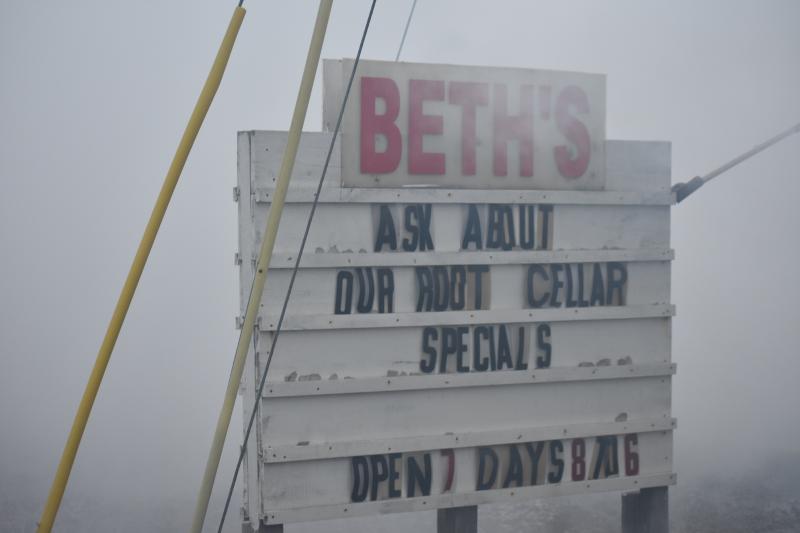 BETH'S
ASK ABOUT
OUR ROOT CELLAR
SPECIALS
OPEN 7 DAYS 8 TO 6